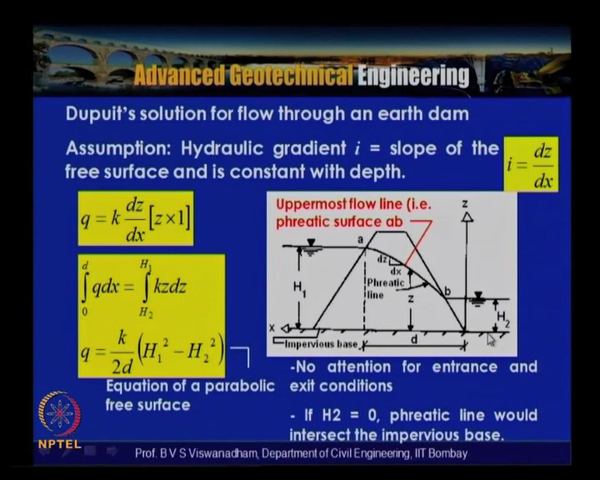 Advanced Geotechnical Engineering
Dupuit's solution for flow through an earth dam
Assumption: Hydraulic gradient i = slope of the
free surface and is constant with depth.
i = dz/dx
q = k dz/dx [z×1]
∫₀ᵈ qdx = ∫_{H₂}^{H₁} kzdz
q = k/2d (H₁² − H₂²)
Equation of a parabolic
free surface
Uppermost flow line (i.e.
phreatic surface ab
z
a
dz
dx
Phreatic
line
b
H₁
z
H₂
x
Impervious base
d
-No attention for entrance and
exit conditions
- If H2 = 0, phreatic line would
intersect the impervious base.
NPTEL
Prof. B V S Viswanadham, Department of Civil Engineering, IIT Bombay